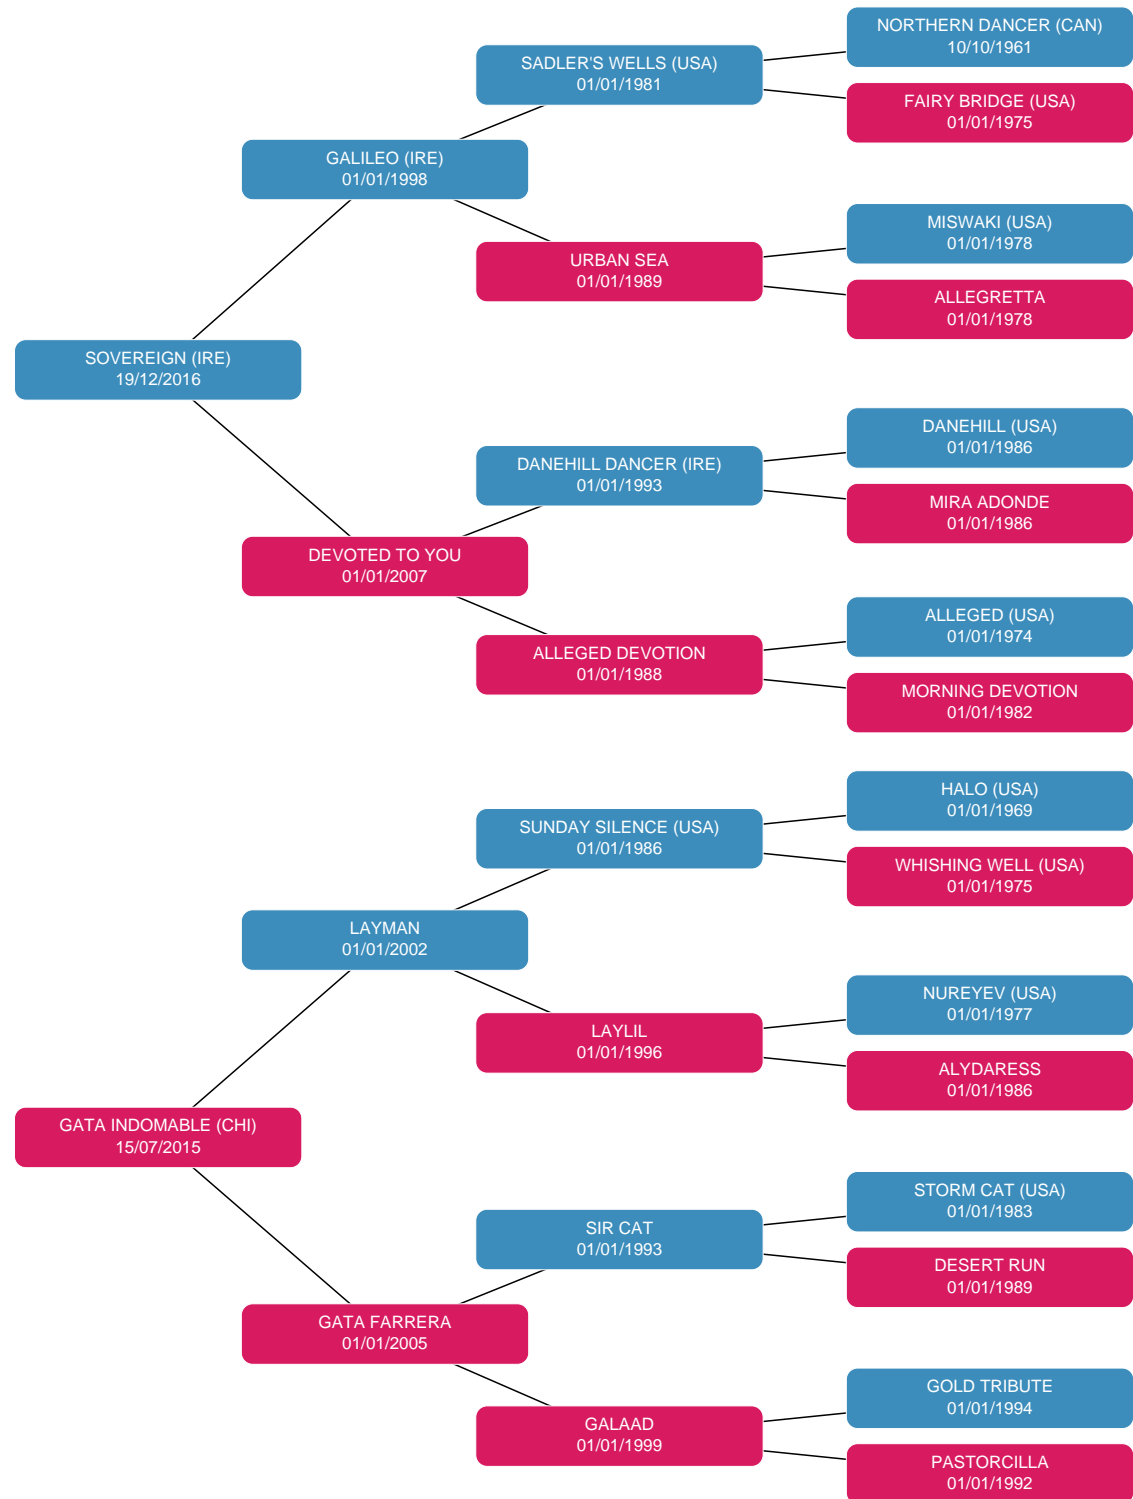 NORTHERN DANCER (CAN)
10/10/1961
SADLER'S WELLS (USA)
01/01/1981
FAIRY BRIDGE (USA)
01/01/1975
GALILEO (IRE)
01/01/1998
MISWAKI (USA)
01/01/1978
URBAN SEA
01/01/1989
ALLEGRETTA
01/01/1978
SOVEREIGN (IRE)
19/12/2016
DANEHILL (USA)
01/01/1986
DANEHILL DANCER (IRE)
01/01/1993
MIRA ADONDE
01/01/1986
DEVOTED TO YOU
01/01/2007
ALLEGED (USA)
01/01/1974
ALLEGED DEVOTION
01/01/1988
MORNING DEVOTION
01/01/1982
HALO (USA)
01/01/1969
SUNDAY SILENCE (USA)
01/01/1986
WHISHING WELL (USA)
01/01/1975
LAYMAN
01/01/2002
NUREYEV (USA)
01/01/1977
LAYLIL
01/01/1996
ALYDARESS
01/01/1986
GATA INDOMABLE (CHI)
15/07/2015
STORM CAT (USA)
01/01/1983
SIR CAT
01/01/1993
DESERT RUN
01/01/1989
GATA FARRERA
01/01/2005
GOLD TRIBUTE
01/01/1994
GALAAD
01/01/1999
PASTORCILLA
01/01/1992